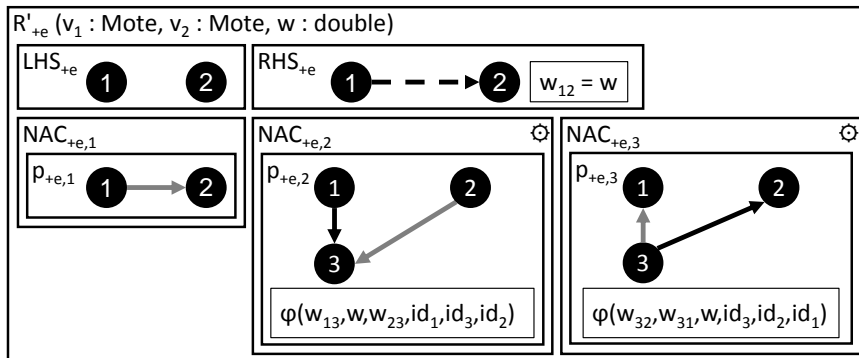 R'₊ₑ (v₁ : Mote, v₂ : Mote, w : double)
LHS₊ₑ
1
2
RHS₊ₑ
1
2
w₁₂ = w
NAC₊ₑ,₁
p₊ₑ,₁
1
2
NAC₊ₑ,₂
p₊ₑ,₂
1
2
3
φ(w₁₃,w,w₂₃,id₁,id₃,id₂)
NAC₊ₑ,₃
p₊ₑ,₃
1
2
3
φ(w₃₂,w₃₁,w,id₃,id₂,id₁)